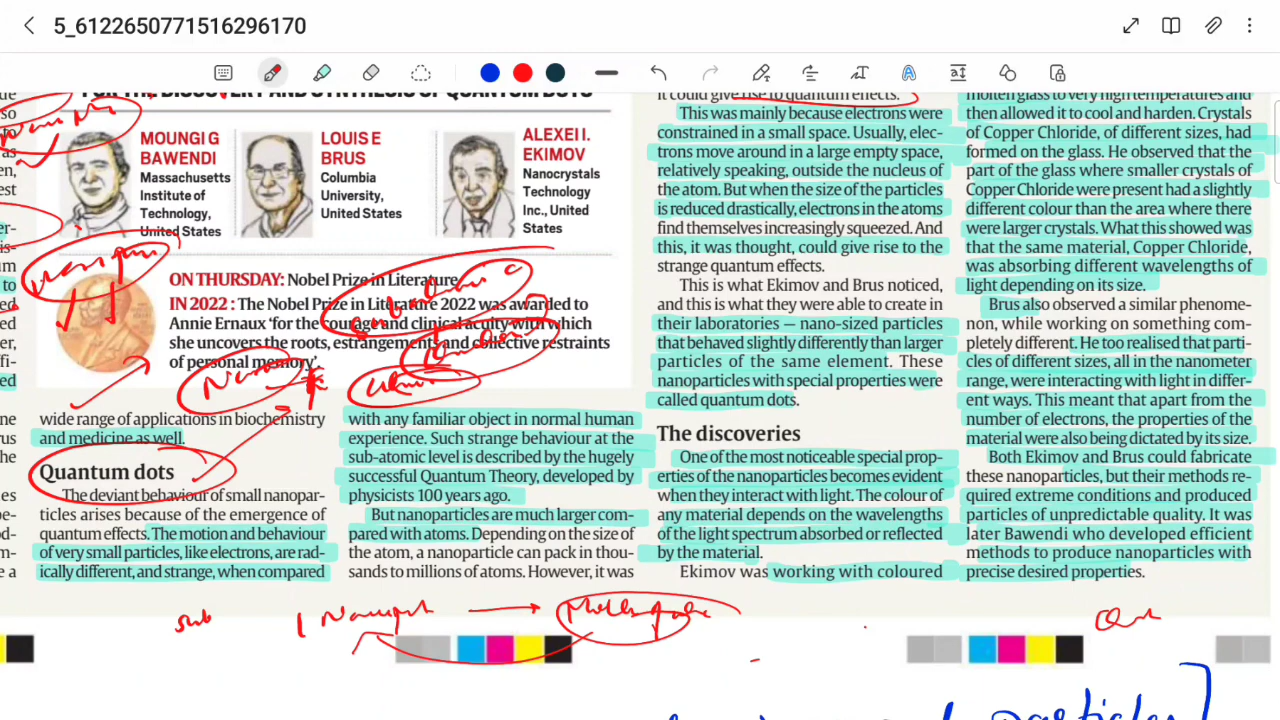 5_6122650771516296170
FOR THE DISCOVERY AND SYNTHESIS OF QUANTUM DOTS
MOUNGI G
BAWENDI
Massachusetts
Institute of
Technology,
United States
LOUIS E
BRUS
Columbia
University,
United States
ALEXEI I.
EKIMOV
Nanocrystals
Technology
Inc., United
States
ON THURSDAY: Nobel Prize in Literature
IN 2022 : The Nobel Prize in Literature 2022 was awarded to
Annie Ernaux ‘for the courage and clinical acuity with which
she uncovers the roots, estrangements and collective restraints
of personal memory’.
wide range of applications in biochemistry
and medicine as well.
Quantum dots
The deviant behaviour of small nanopar-
ticles arises because of the emergence of
quantum effects. The motion and behaviour
of very small particles, like electrons, are rad-
ically different, and strange, when compared
with any familiar object in normal human
experience. Such strange behaviour at the
sub-atomic level is described by the hugely
successful Quantum Theory, developed by
physicists 100 years ago.
But nanoparticles are much larger com-
pared with atoms. Depending on the size of
the atom, a nanoparticle can pack in thou-
sands to millions of atoms. However, it was
it could give rise to quantum effects.
This was mainly because electrons were
constrained in a small space. Usually, elec-
trons move around in a large empty space,
relatively speaking, outside the nucleus of
the atom. But when the size of the particles
is reduced drastically, electrons in the atoms
find themselves increasingly squeezed. And
this, it was thought, could give rise to the
strange quantum effects.
This is what Ekimov and Brus noticed,
and this is what they were able to create in
their laboratories — nano-sized particles
that behaved slightly differently than larger
particles of the same element. These
nanoparticles with special properties were
called quantum dots.
The discoveries
One of the most noticeable special prop-
erties of the nanoparticles becomes evident
when they interact with light. The colour of
any material depends on the wavelengths
of the light spectrum absorbed or reflected
by the material.
Ekimov was working with coloured
molten glass to very high temperatures and
then allowed it to cool and harden. Crystals
of Copper Chloride, of different sizes, had
formed on the glass. He observed that the
part of the glass where smaller crystals of
Copper Chloride were present had a slightly
different colour than the area where there
were larger crystals. What this showed was
that the same material, Copper Chloride,
was absorbing different wavelengths of
light depending on its size.
Brus also observed a similar phenome-
non, while working on something com-
pletely different. He too realised that parti-
cles of different sizes, all in the nanometer
range, were interacting with light in differ-
ent ways. This meant that apart from the
number of electrons, the properties of the
material were also being dictated by its size.
Both Ekimov and Brus could fabricate
these nanoparticles, but their methods re-
quired extreme conditions and produced
particles of unpredictable quality. It was
later Bawendi who developed efficient
methods to produce nanoparticles with
precise desired properties.
sub
particles]